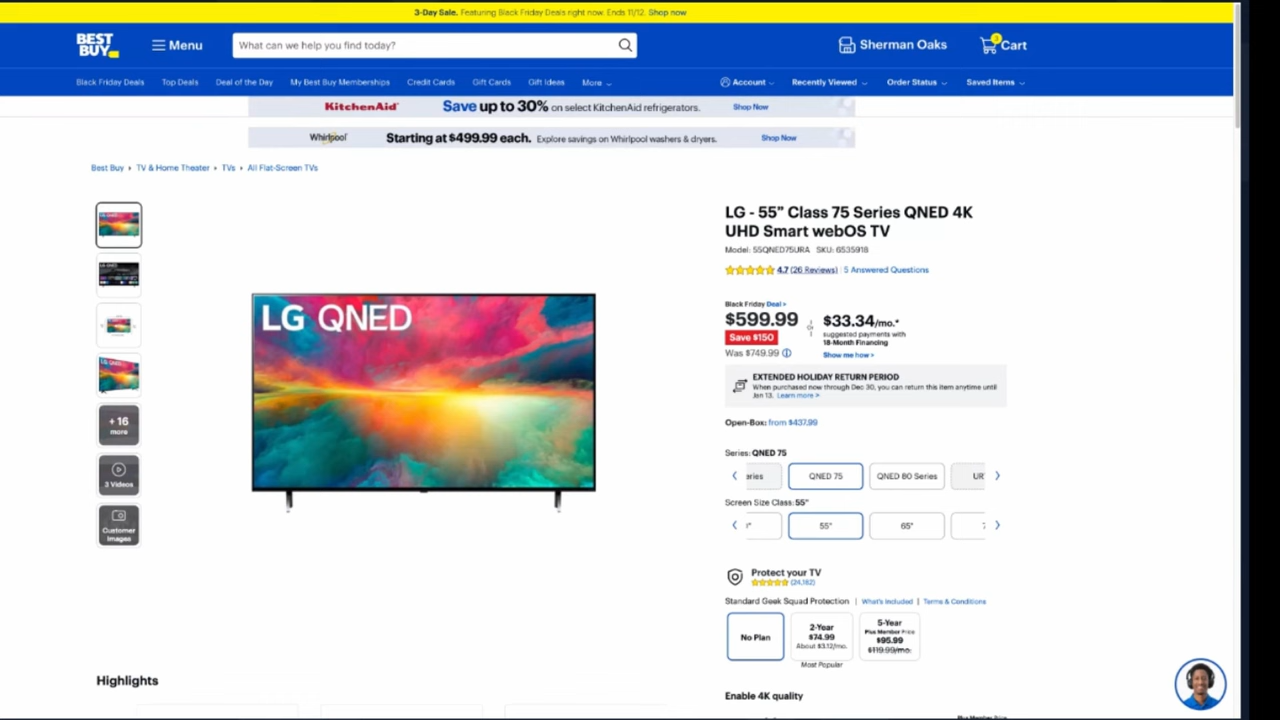 3-Day Sale. Featuring Black Friday Deals right now. Ends 11/12. Shop now
BEST BUY
Menu
What can we help you find today?
Sherman Oaks
3
Cart
Black Friday Deals
Top Deals
Deal of the Day
My Best Buy Memberships
Credit Cards
Gift Cards
Gift Ideas
More
Account
Recently Viewed
Order Status
Saved Items
KitchenAid Save up to 30% on select KitchenAid refrigerators. Shop Now
Whirlpool Starting at $499.99 each. Explore savings on Whirlpool washers & dryers. Shop Now
Best Buy › TV & Home Theater › TVs › All Flat-Screen TVs
LG QNED
+ 16
more
3 Videos
Customer
Images
LG - 55” Class 75 Series QNED 4K
UHD Smart webOS TV
Model: 55QNED75URA SKU: 6535918
4.7 (26 Reviews) | 5 Answered Questions
Black Friday Deal >
$599.99
Save $150
Was $749.99
$33.34/mo.*
suggested payments with
18-Month Financing
Show me how >
EXTENDED HOLIDAY RETURN PERIOD
When purchased now through Dec 30, you can return this item anytime until
Jan 13. Learn more >
Open-Box: from $437.99
Series: QNED 75
eries
QNED 75
QNED 80 Series
UR
Screen Size Class: 55"
55"
65"
7
Protect your TV
(24,182)
Standard Geek Squad Protection | What's Included | Terms & Conditions
No Plan
2-Year
$74.99
About $3.12/mo.
Most Popular
5-Year
Plus Member Price
$95.99
$119.99/mo.
Highlights
Enable 4K quality